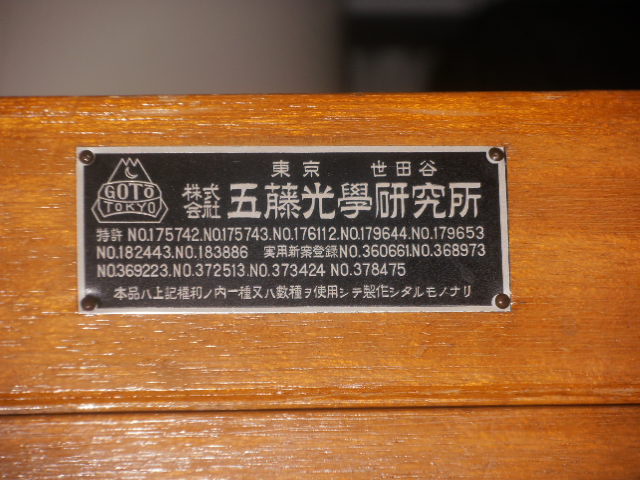 東京 世田谷
GOTO
TOKYO
株式会社 五藤光學研究所
特許 NO.175742.NO.175743.NO.176112.NO.179644.NO.179653
NO.182443.NO.183886 実用新案登録NO.360661.NO.368973
NO.369223.NO.372513.NO.373424 NO.378475
本品ハ上記権利ノ内一種又ハ數種ヲ使用シテ製作シタルモノナリ